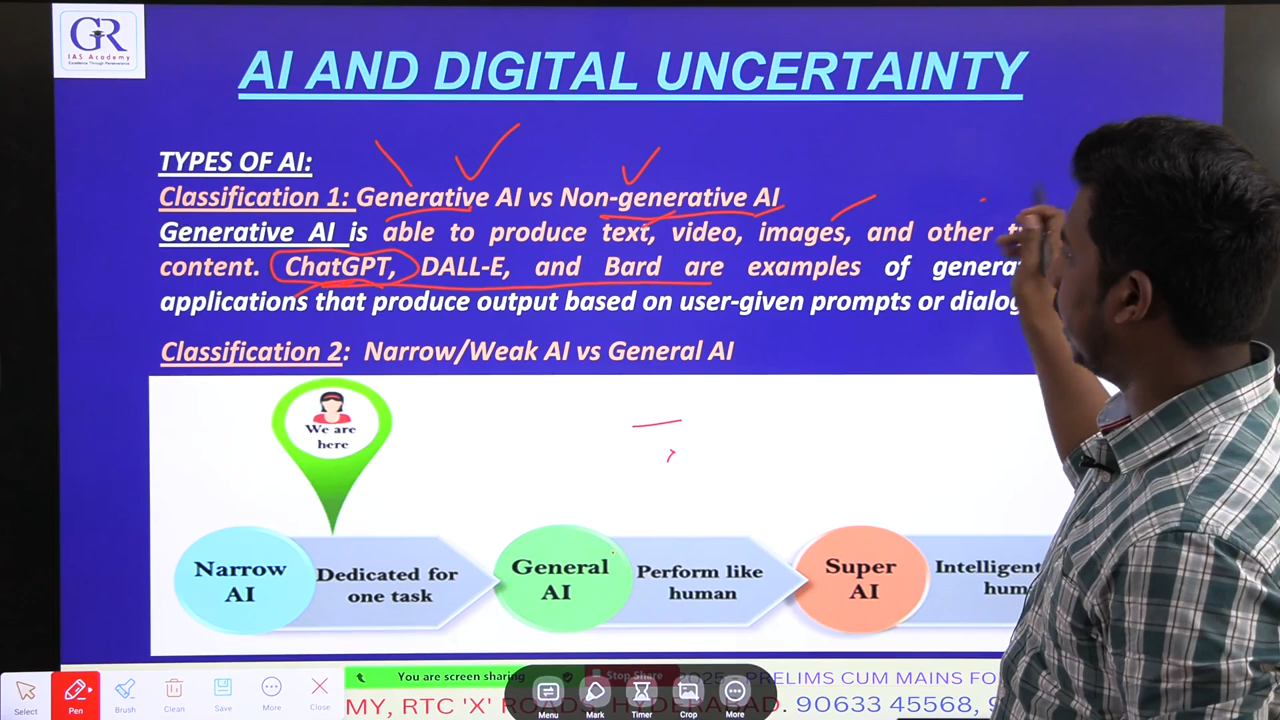 GR
IAS Academy
Excellence Through Perseverance
AI AND DIGITAL UNCERTAINTY
TYPES OF AI:
Classification 1: Generative AI vs Non-generative AI
Generative AI is able to produce text, video, images, and other
content. ChatGPT, DALL-E, and Bard are examples of
applications that produce output based on user-given prompts or
Classification 2: Narrow/Weak AI vs General AI
We are
here
Narrow
AI
Dedicated for
one task
General
AI
Perform like
human
Super
AI
Intelligent
You are screen sharing
Stop Share
PRELIMS CUM MAINS
RTC 'X' ROADS, HYDERABAD. 90633 45568,
Select
Pen
Brush
Clean
Save
More
Close
Menu
Mark
Timer
Crop
More